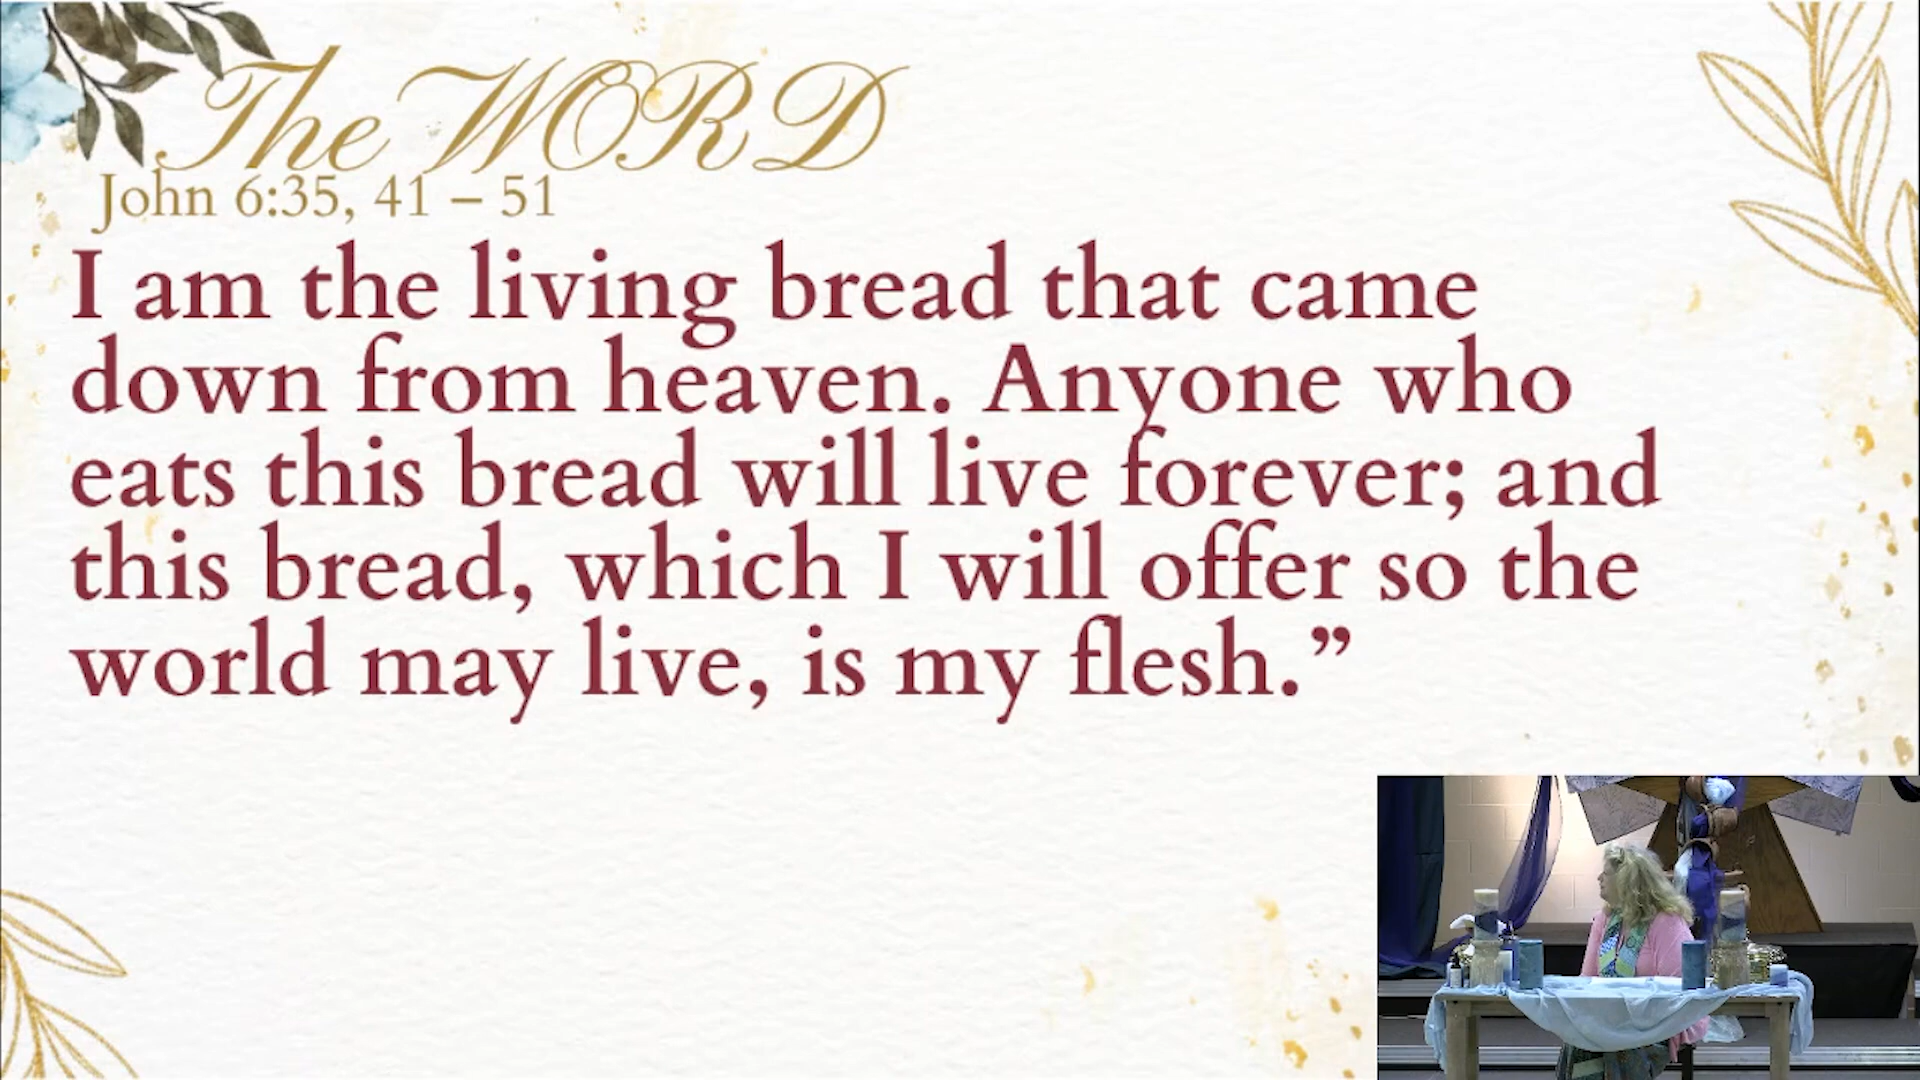 The WORD
John 6:35, 41 – 51
I am the living bread that came
down from heaven. Anyone who
eats this bread will live forever; and
this bread, which I will offer so the
world may live, is my flesh.”